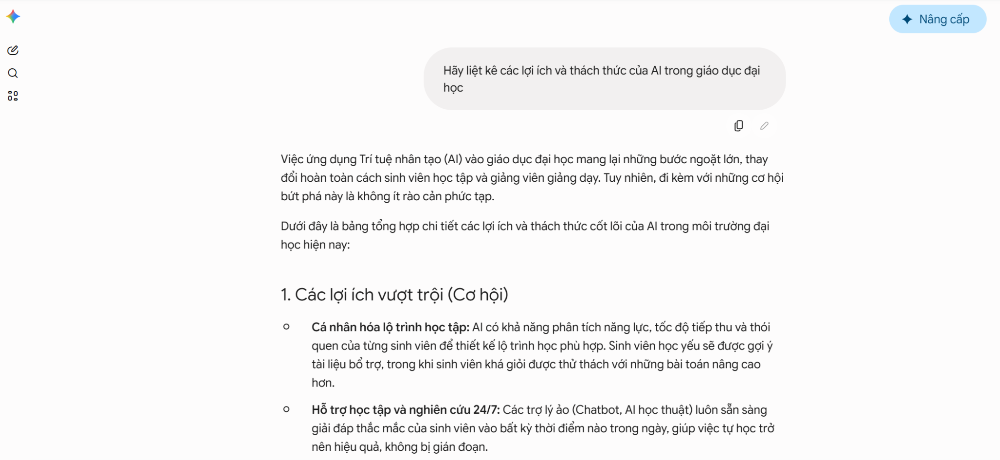 Nâng cấp
Hãy liệt kê các lợi ích và thách thức của AI trong giáo dục đại
học
Việc ứng dụng Trí tuệ nhân tạo (AI) vào giáo dục đại học mang lại những bước ngoặt lớn, thay
đổi hoàn toàn cách sinh viên học tập và giảng viên giảng dạy. Tuy nhiên, đi kèm với những cơ hội
bứt phá này là không ít rào cản phức tạp.
Dưới đây là bảng tổng hợp chi tiết các lợi ích và thách thức cốt lõi của AI trong môi trường đại
học hiện nay:
1. Các lợi ích vượt trội (Cơ hội)
Cá nhân hóa lộ trình học tập: AI có khả năng phân tích năng lực, tốc độ tiếp thu và thói
quen của từng sinh viên để thiết kế lộ trình học phù hợp. Sinh viên học yếu sẽ được gợi ý
tài liệu bổ trợ, trong khi sinh viên khá giỏi được thử thách với những bài toán nâng cao
hơn.
Hỗ trợ học tập và nghiên cứu 24/7: Các trợ lý ảo (Chatbot, AI học thuật) luôn sẵn sàng
giải đáp thắc mắc của sinh viên vào bất kỳ thời điểm nào trong ngày, giúp việc tự học trở
nên hiệu quả, không bị gián đoạn.